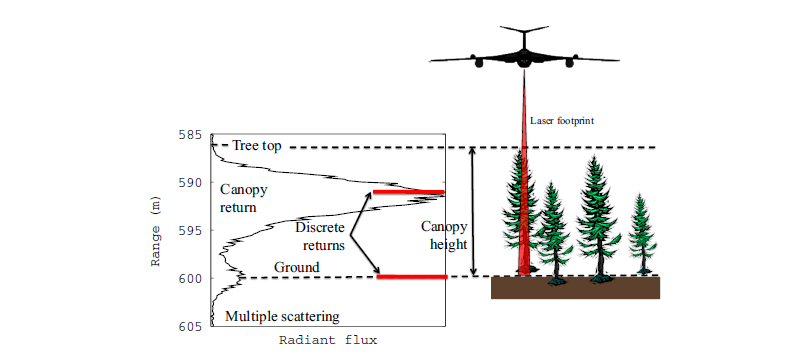 Laser footprint
585
Tree top
590
Canopy
return
595
Discrete
returns
Canopy
height
Range (m)
600
Ground
605
Multiple scattering
Radiant flux